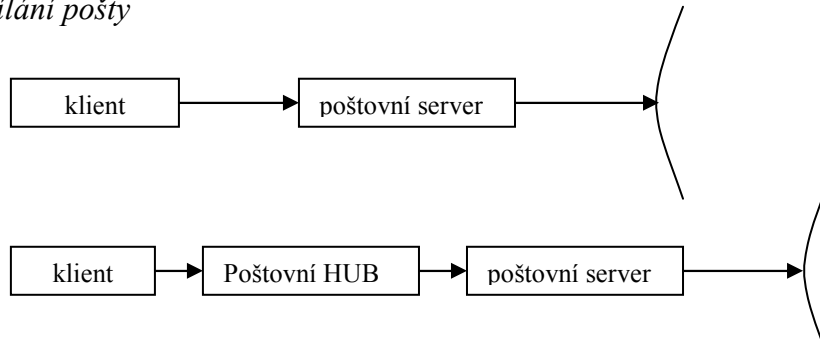 ílání pošty
klient poštovní server
klient Poštovní HUB poštovní server